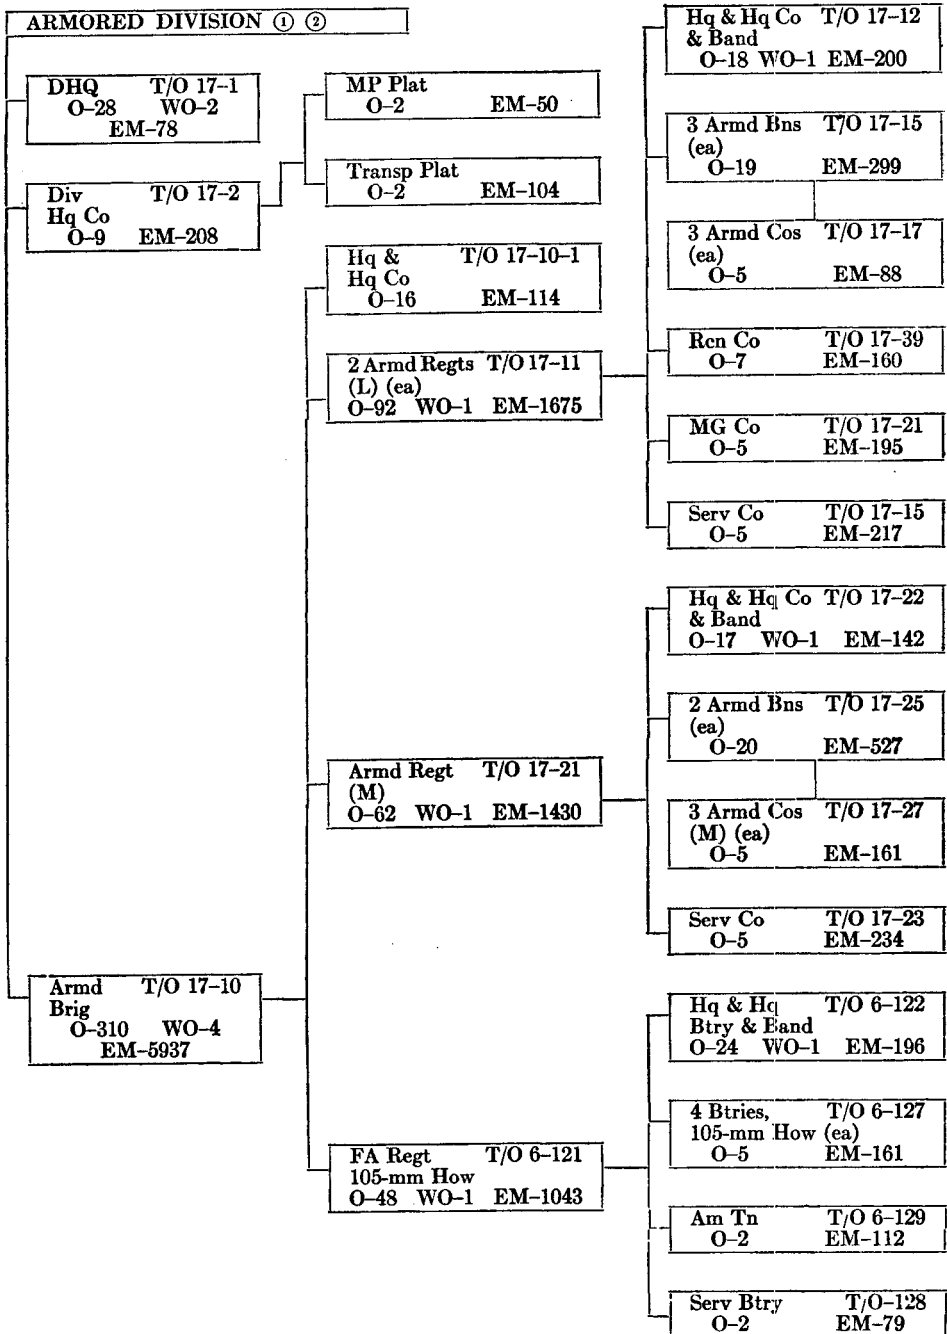 ARMORED DIVISION ① ②
DHQ T/O 17–1
O–28 WO–2
EM–78
Div T/O 17–2
Hq Co
O–9 EM–208
Armd T/O 17–10
Brig
O–310 WO–4
EM–5937
MP Plat
O–2 EM–50
Transp Plat
O–2 EM–104
Hq & T/O 17–10–1
Hq Co
O–16 EM–114
2 Armd Regts T/O 17–11
(L) (ea)
O–92 WO–1 EM–1675
Armd Regt T/O 17–21
(M)
O–62 WO–1 EM–1430
FA Regt T/O 6–121
105-mm How
O–48 WO–1 EM–1043
Hq & Hq Co T/O 17–12
& Band
O–18 WO–1 EM–200
3 Armd Bns T/O 17–15
(ea)
O–19 EM–299
3 Armd Cos T/O 17–17
(ea)
O–5 EM–88
Rcn Co T/O 17–39
O–7 EM–160
MG Co T/O 17–21
O–5 EM–195
Serv Co T/O 17–15
O–5 EM–217
Hq & Hq Co T/O 17–22
& Band
O–17 WO–1 EM–142
2 Armd Bns T/O 17–25
(ea)
O–20 EM–527
3 Armd Cos T/O 17–27
(M) (ea)
O–5 EM–161
Serv Co T/O 17–23
O–5 EM–234
Hq & Hq T/O 6–122
Btry & Band
O–24 WO–1 EM–196
4 Btries, T/O 6–127
105-mm How (ea)
O–5 EM–161
Am Tn T/O 6–129
O–2 EM–112
Serv Btry T/O–128
O–2 EM–79